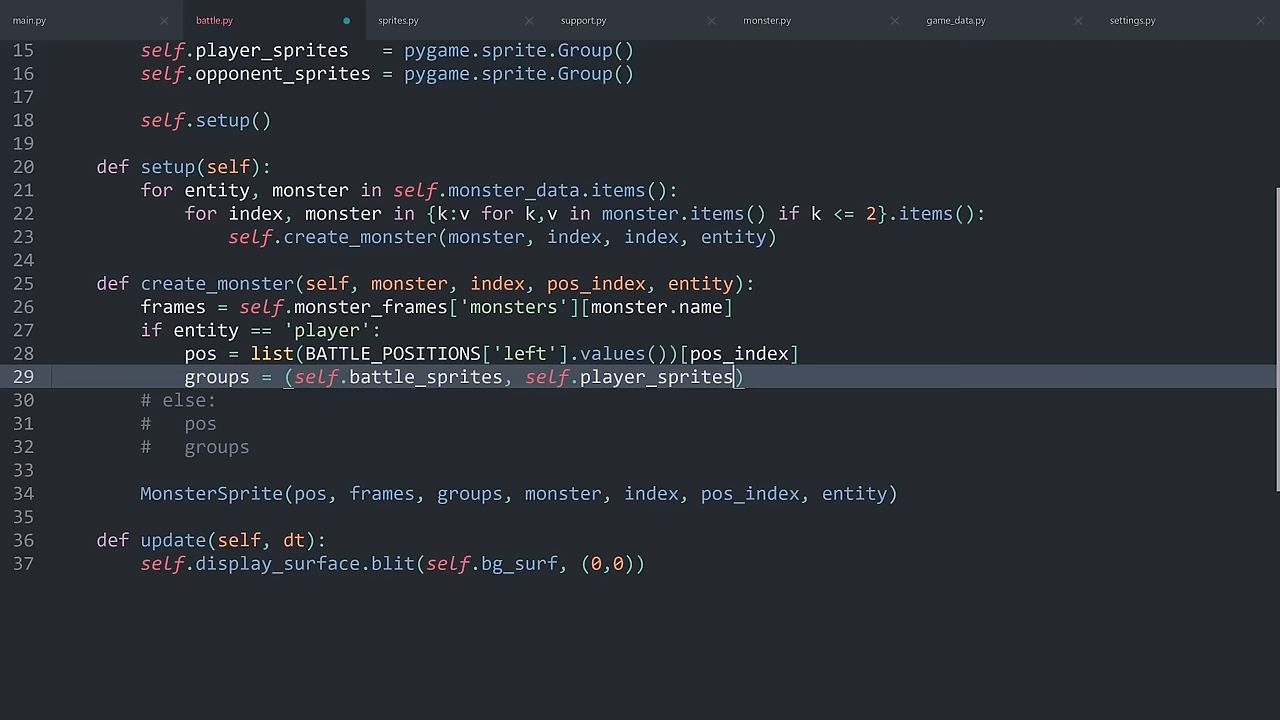 main.py battle.py sprites.py support.py monster.py game_data.py settings.py
15 self.player_sprites   = pygame.sprite.Group()
16 self.opponent_sprites = pygame.sprite.Group()
17
18 self.setup()
19
20 def setup(self):
21 for entity, monster in self.monster_data.items():
22 for index, monster in {k:v for k,v in monster.items() if k <= 2}.items():
23 self.create_monster(monster, index, index, entity)
24
25 def create_monster(self, monster, index, pos_index, entity):
26 frames = self.monster_frames['monsters'][monster.name]
27 if entity == 'player':
28 pos = list(BATTLE_POSITIONS['left'].values())[pos_index]
29 groups = (self.battle_sprites, self.player_sprites)
30 # else:
31 #   pos
32 #   groups
33
34 MonsterSprite(pos, frames, groups, monster, index, pos_index, entity)
35
36 def update(self, dt):
37 self.display_surface.blit(self.bg_surf, (0,0))